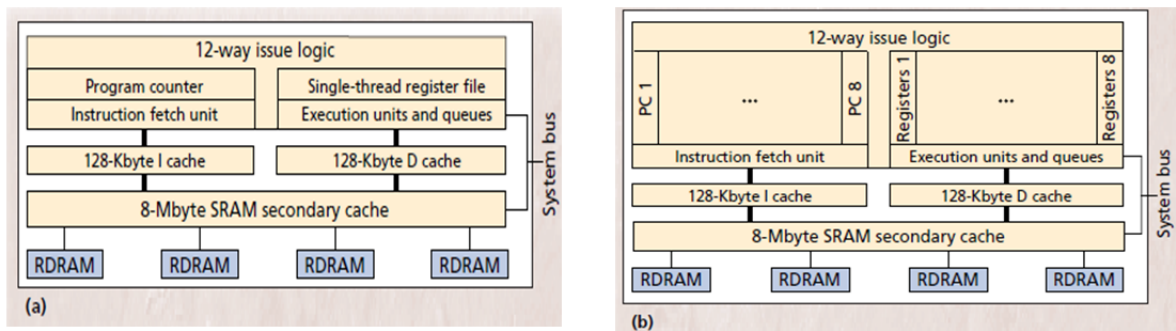 12-way issue logic
Program counter
Single-thread register file
Instruction fetch unit
Execution units and queues
128-Kbyte I cache
128-Kbyte D cache
8-Mbyte SRAM secondary cache
RDRAM
RDRAM
RDRAM
RDRAM
System bus
(a)
12-way issue logic
PC 1
...
PC 8
Registers 1
...
Registers 8
Instruction fetch unit
Execution units and queues
128-Kbyte I cache
128-Kbyte D cache
8-Mbyte SRAM secondary cache
RDRAM
RDRAM
RDRAM
RDRAM
System bus
(b)